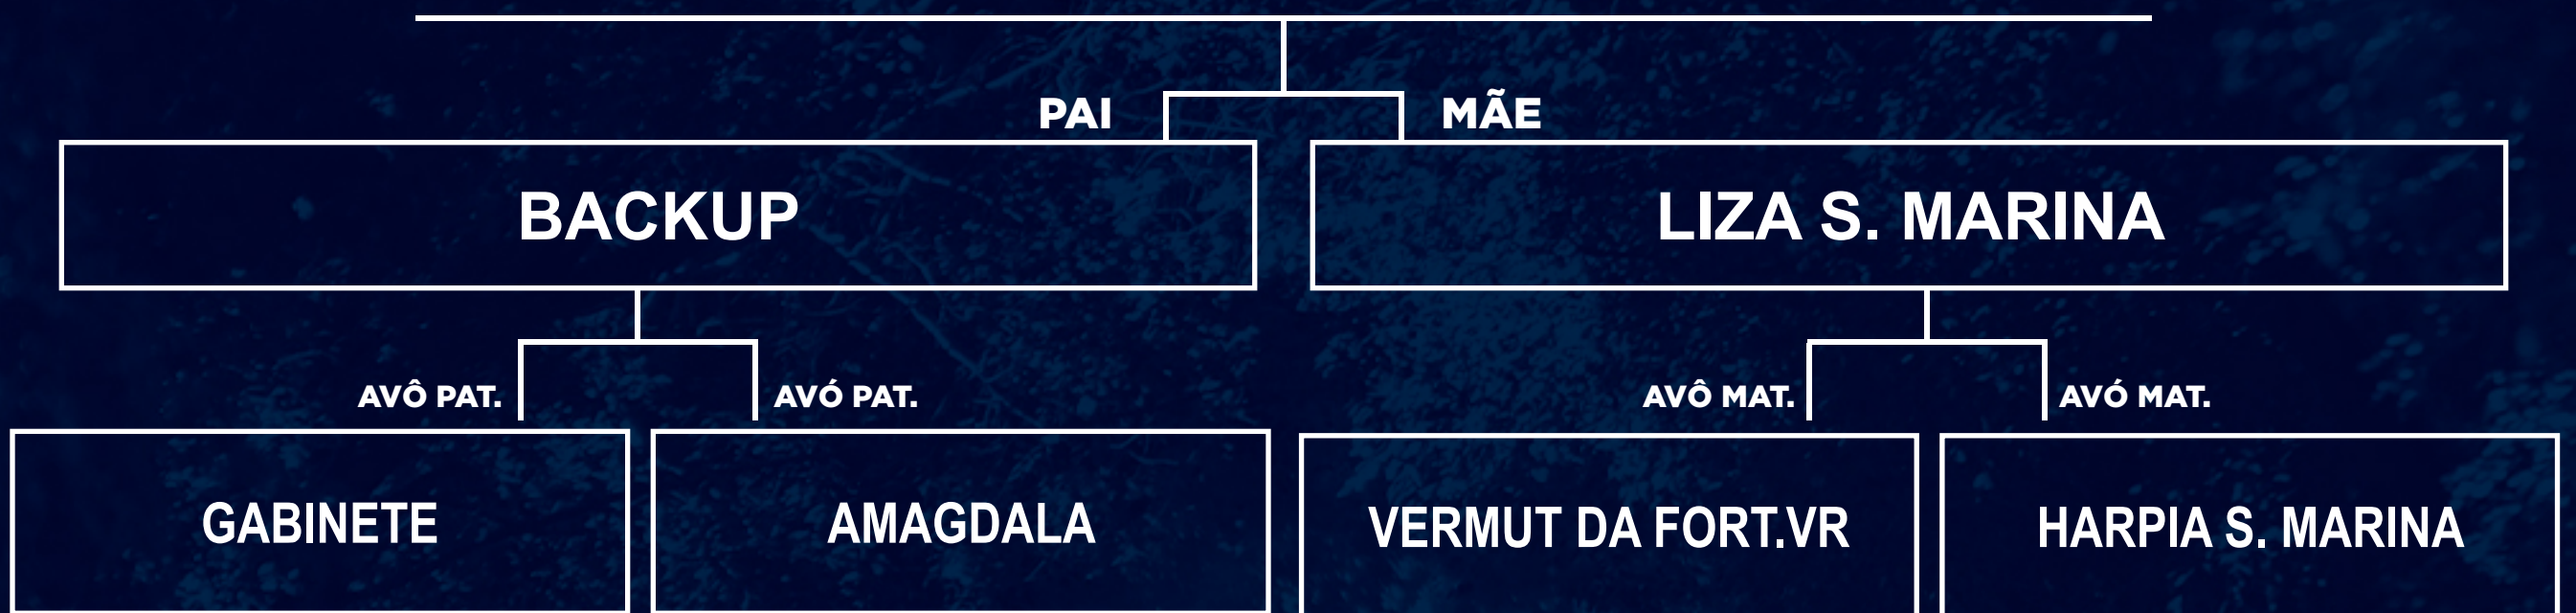 PAI
MÃE
BACKUP
LIZA S. MARINA
AVÔ PAT.
AVÓ PAT.
AVÔ MAT.
AVÓ MAT.
GABINETE
AMAGDALA
VERMUT DA FORT.VR
HARPIA S. MARINA